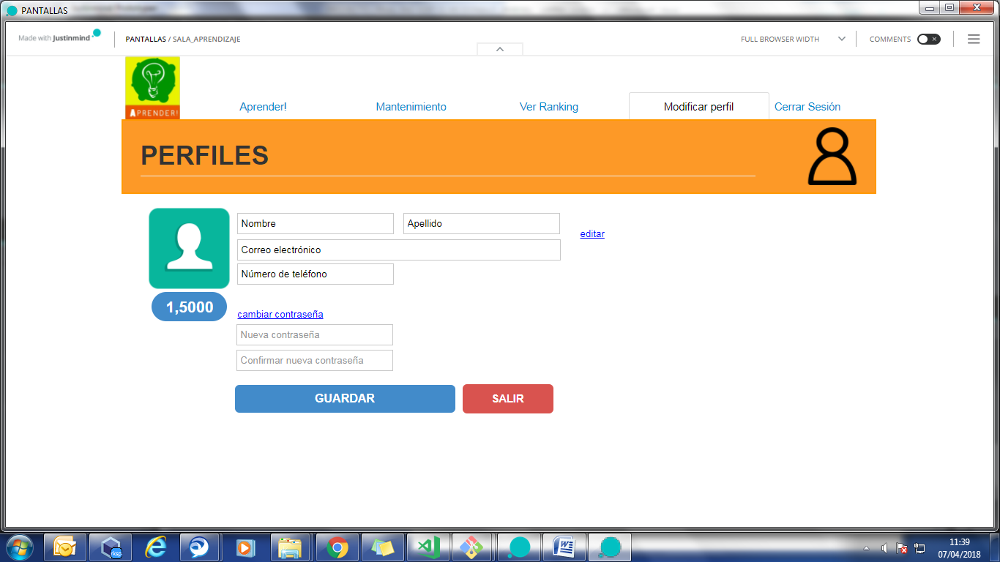 PANTALLAS
Made with Justinmind
PANTALLAS / SALA_APRENDIZAJE
FULL BROWSER WIDTH
COMMENTS
APRENDER!
Aprender!
Mantenimiento
Ver Ranking
Modificar perfil
Cerrar Sesión
PERFILES
Nombre
Apellido
editar
Correo electrónico
Número de teléfono
1,5000
cambiar contraseña
Nueva contraseña
Confirmar nueva contraseña
GUARDAR
SALIR
11:39
07/04/2018